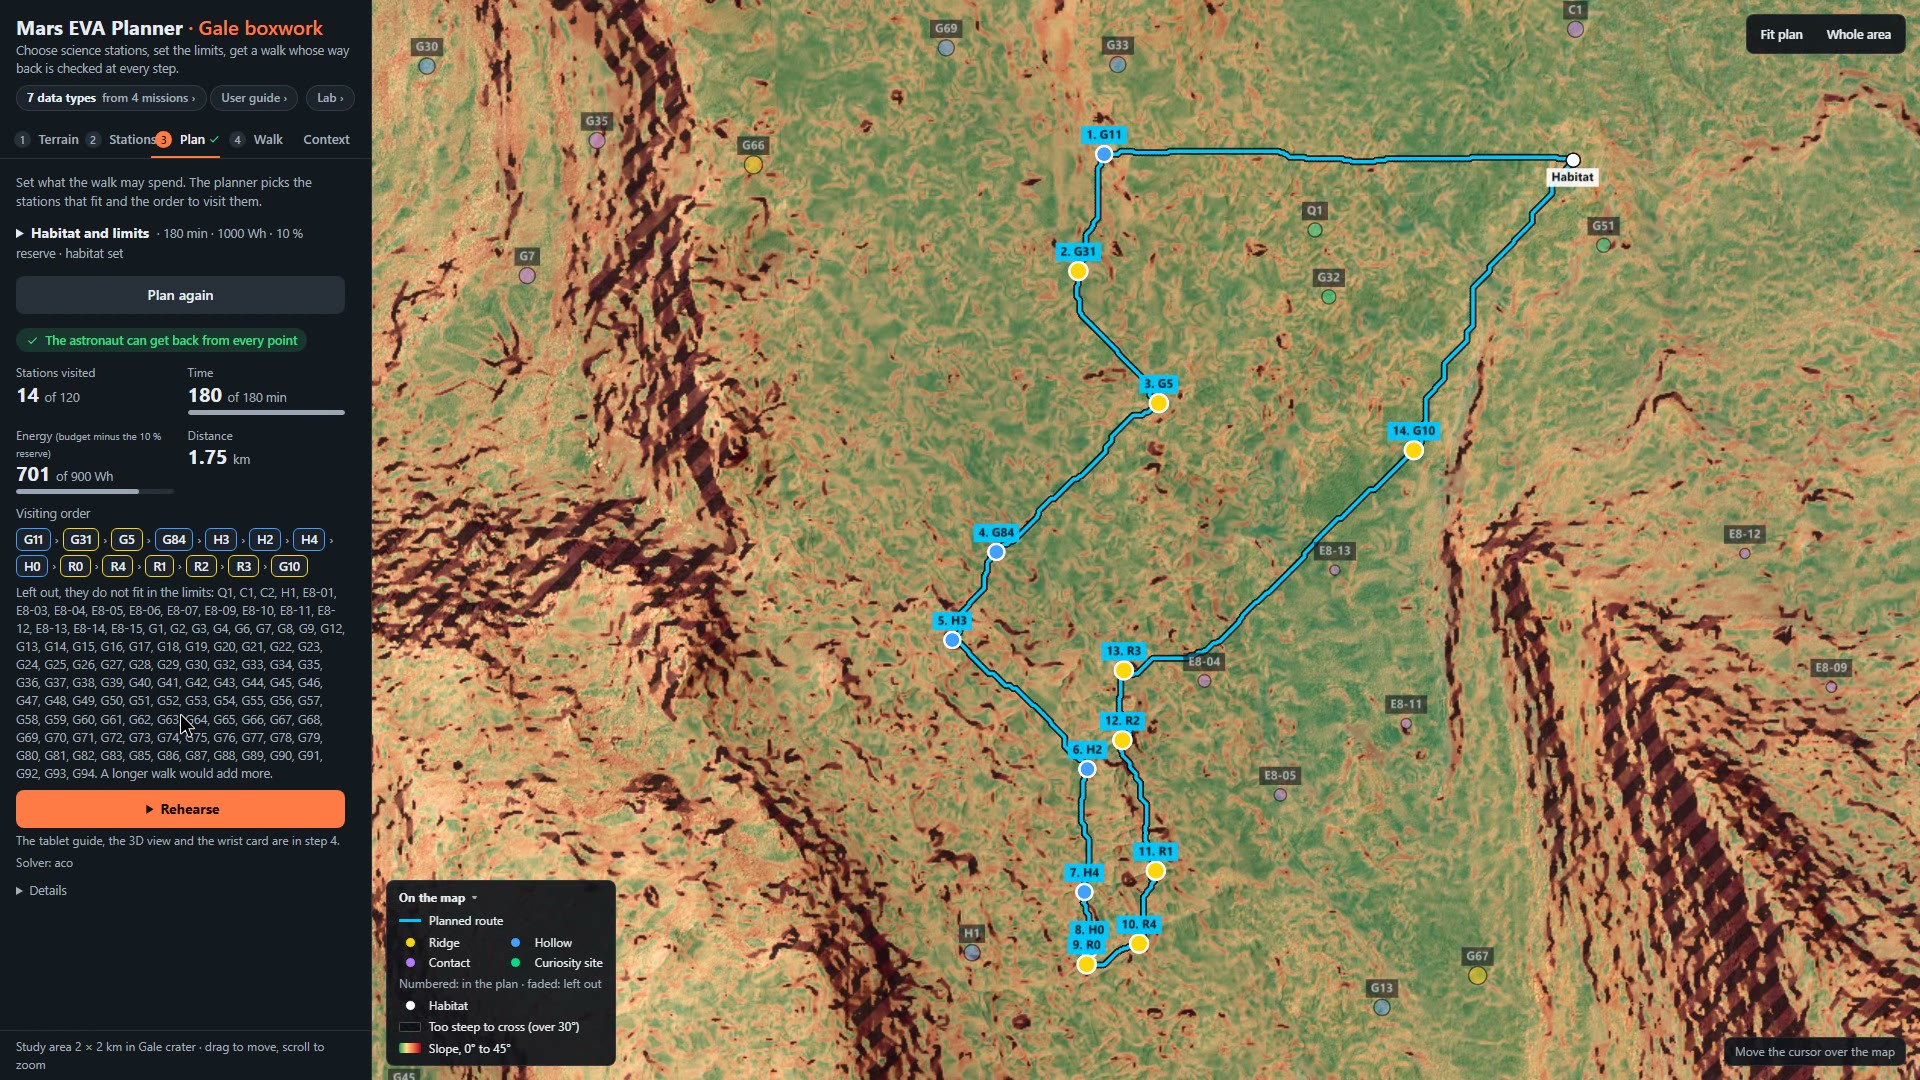 Mars EVA Planner · Gale boxwork
Choose science stations, set the limits, get a walk whose way
back is checked at every step.
7 data types from 4 missions ›
User guide ›
Lab ›
1 Terrain 2 Stations 3 Plan ✓ 4 Walk Context
Set what the walk may spend. The planner picks the
stations that fit and the order to visit them.
▶ Habitat and limits · 180 min · 1000 Wh · 10 %
reserve · habitat set
Plan again
✓ The astronaut can get back from every point
Stations visited
14 of 120
Time
180 of 180 min
Energy (budget minus the 10 %
reserve)
701 of 900 Wh
Distance
1.75 km
Visiting order
G11 › G31 › G5 › G84 › H3 › H2 › H4 ›
H0 › R0 › R4 › R1 › R2 › R3 › G10
Left out, they do not fit in the limits: Q1, C1, C2, H1, E8-01,
E8-03, E8-04, E8-05, E8-06, E8-07, E8-09, E8-10, E8-11, E8-
12, E8-13, E8-14, E8-15, G1, G2, G3, G4, G6, G7, G8, G9, G12,
G13, G14, G15, G16, G17, G18, G19, G20, G21, G22, G23,
G24, G25, G26, G27, G28, G29, G30, G32, G33, G34, G35,
G36, G37, G38, G39, G40, G41, G42, G43, G44, G45, G46,
G47, G48, G49, G50, G51, G52, G53, G54, G55, G56, G57,
G58, G59, G60, G61, G62, G63, G64, G65, G66, G67, G68,
G69, G70, G71, G72, G73, G74, G75, G76, G77, G78, G79,
G80, G81, G82, G83, G85, G86, G87, G88, G89, G90, G91,
G92, G93, G94. A longer walk would add more.
▶ Rehearse
The tablet guide, the 3D view and the wrist card are in step 4.
Solver: aco
▶ Details
Study area 2 × 2 km in Gale crater · drag to move, scroll to
zoom
Fit plan
Whole area
C1
G69
G33
G30
G35
1. G11
G66
Habitat
Q1
G51
2. G31
G7
G32
3. G5
14. G10
4. G84
E8-12
E8-13
5. H3
13. R3
E8-04
E8-09
E8-11
12. R2
6. H2
E8-05
11. R1
7. H4
10. R4
8. H0
H1
9. R0
G67
G13
G45
On the map
Planned route
Ridge
Hollow
Contact
Curiosity site
Numbered: in the plan · faded: left out
Habitat
Too steep to cross (over 30°)
Slope, 0° to 45°
Move the cursor over the map